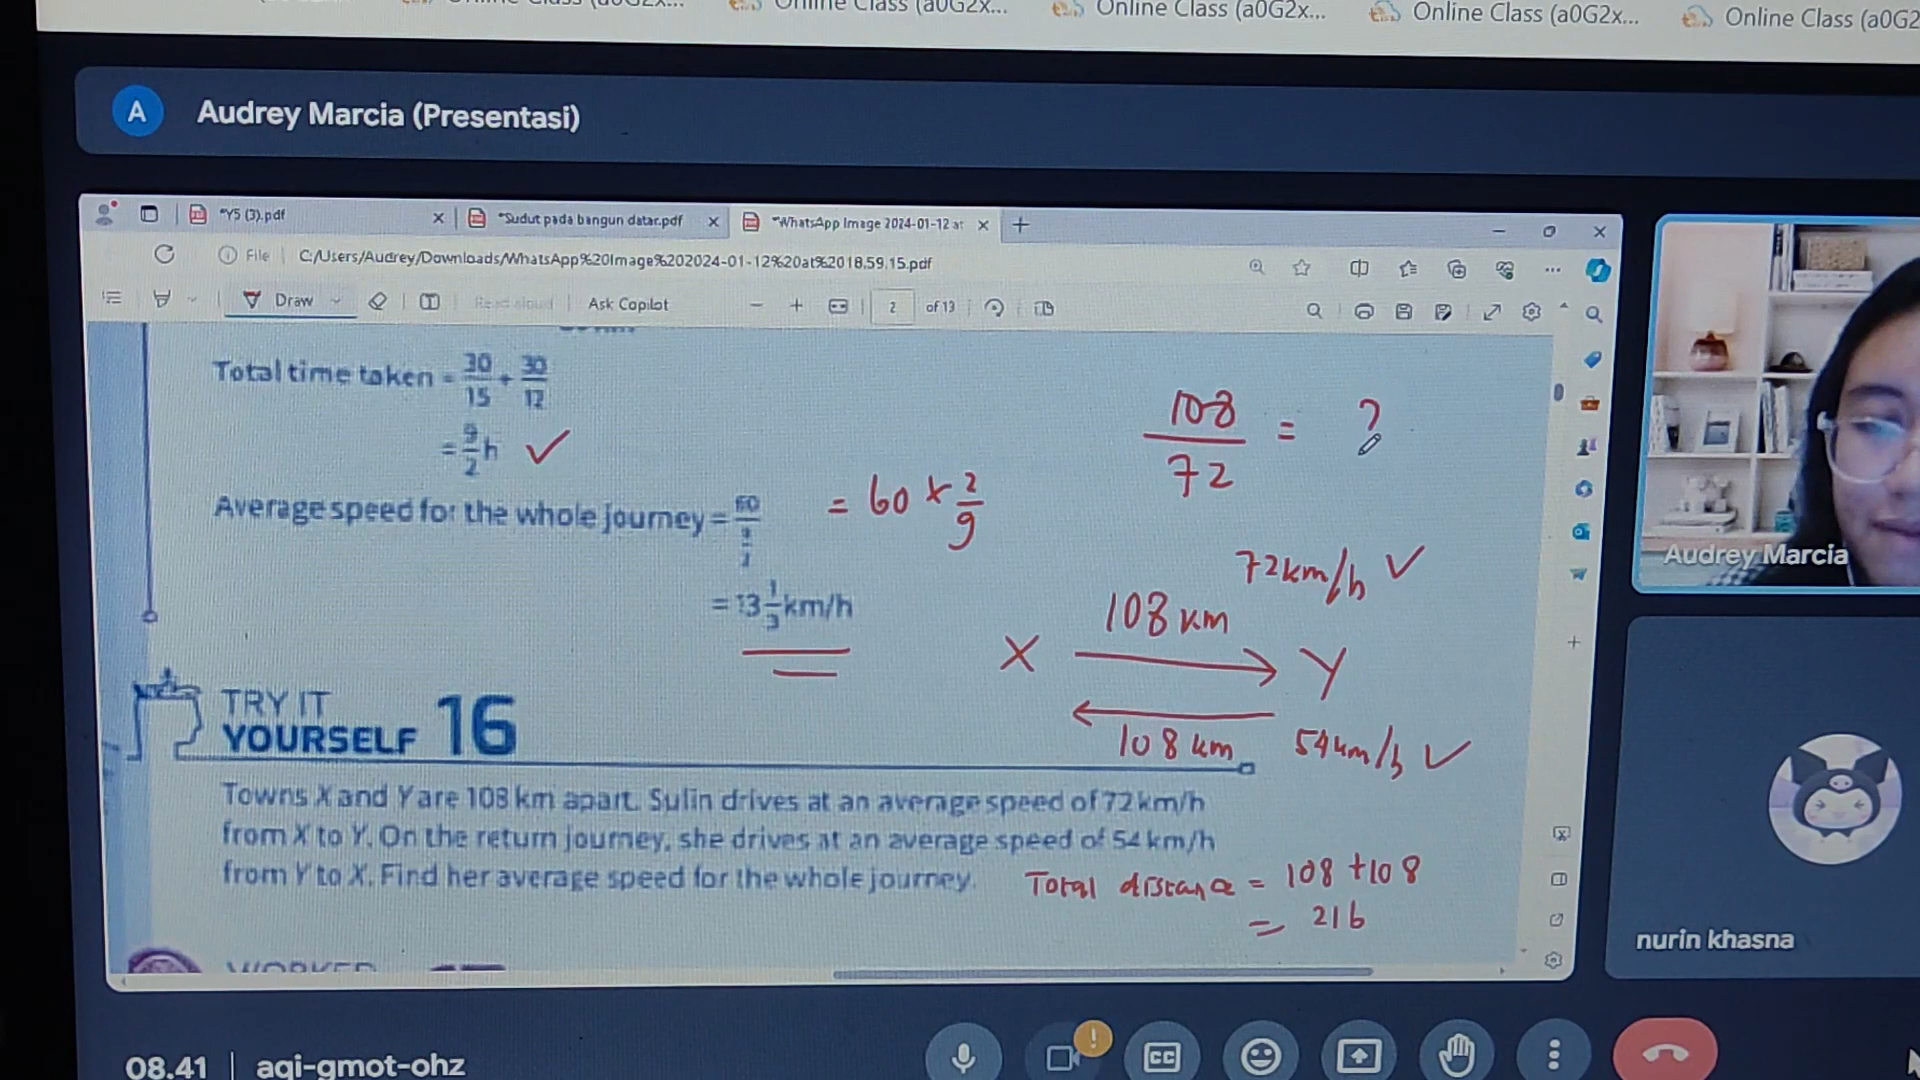 Online Class (a0G2x...
Online Class (a0G2x...
Online Class (a0G2x...
Online Class (a0G2x...
Online Class (a0G2
A
Audrey Marcia (Presentasi)
*Y5 (3).pdf
*Sudut pada bangun datar.pdf
*WhatsApp Image 2024-01-12 at
File
C:/Users/Audrey/Downloads/WhatsApp%20Image%202024-01-12%20at%2018.59.15.pdf
Draw
Read aloud
Ask Copilot
2
of 13
Total time taken = 30/15 + 30/12
= 9/2 h ✓
Average speed for the whole journey = 60/(9/2) = 60 × 2/9
= 13 1/3 km/h
108/72 = ?
72km/h ✓
108 km
X → Y
←
108 km
54km/h ✓
TRY IT
YOURSELF 16
Towns X and Y are 108 km apart. Sulin drives at an average speed of 72 km/h
from X to Y. On the return journey, she drives at an average speed of 54 km/h
from Y to X. Find her average speed for the whole journey.
Total distance = 108 + 108
= 216
Audrey Marcia
nurin khasna
08.41 | aqi-gmot-ohz
CC